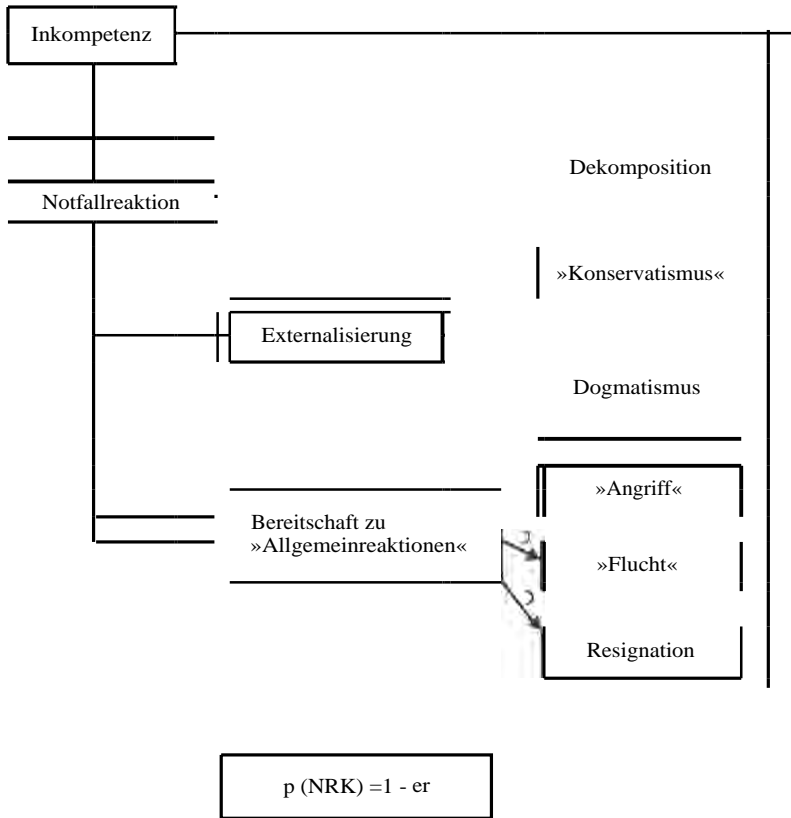 Inkompetenz
Dekomposition
Notfallreaktion
»Konservatismus«
Externalisierung
Dogmatismus
»Angriff«
Bereitschaft zu
»Allgemeinreaktionen«
»Flucht«
Resignation
p (NRK) =1 - er